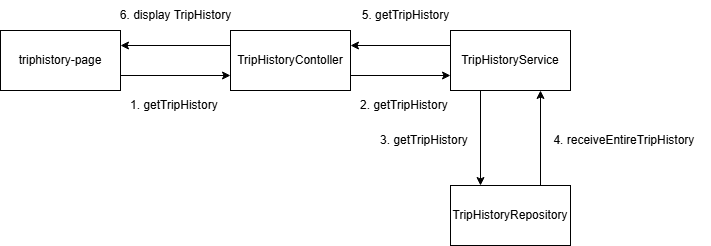 6. display TripHistory
5. getTripHistory
triphistory-page
TripHistoryContoller
TripHistoryService
1. getTripHistory
2. getTripHistory
3. getTripHistory
4. receiveEntireTripHistory
TripHistoryRepository